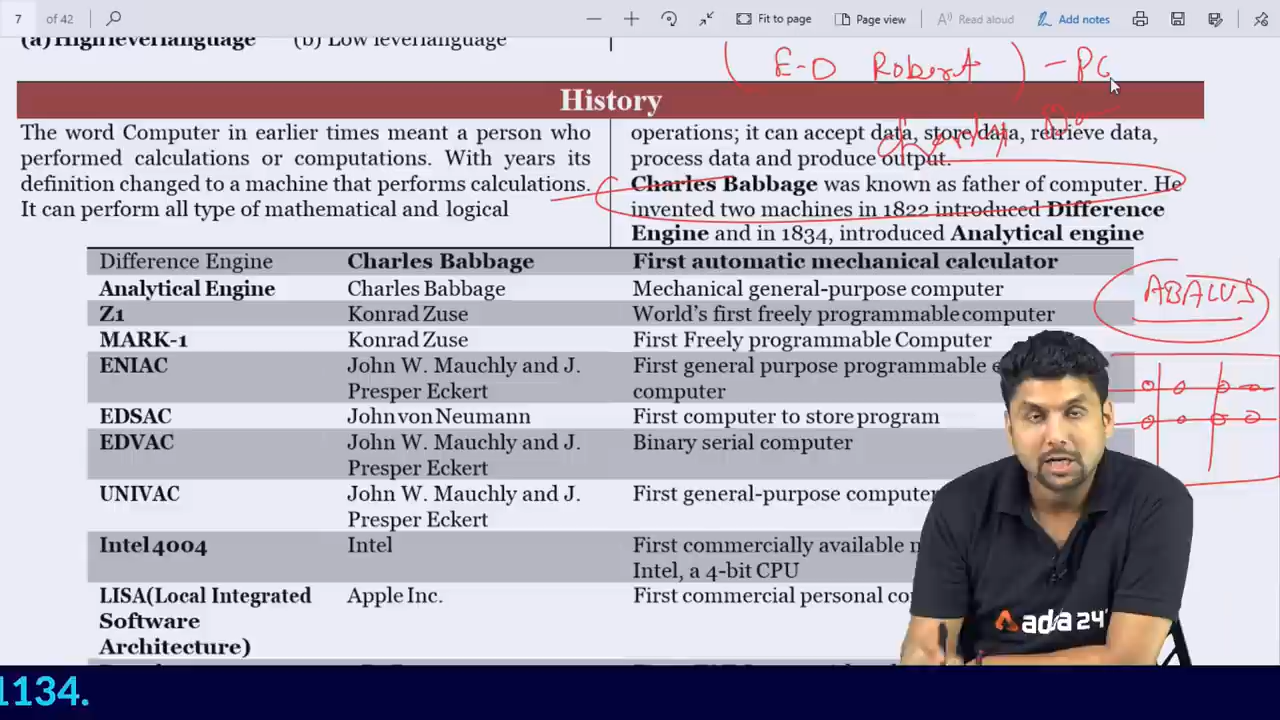 7 of 42 Fit to page Page view Read aloud Add notes
(a) High level language (b) Low level language
(E-D Robert) - PC
History
The word Computer in earlier times meant a person who
performed calculations or computations. With years its
definition changed to a machine that performs calculations.
It can perform all type of mathematical and logical
operations; it can accept data, store data, retrieve data,
process data and produce output.
Charles Babbage was known as father of computer. He
invented two machines in 1822 introduced Difference
Engine and in 1834, introduced Analytical engine
Difference Engine Charles Babbage First automatic mechanical calculator
Analytical Engine Charles Babbage Mechanical general-purpose computer
Z1 Konrad Zuse World's first freely programmable computer
MARK-1 Konrad Zuse First Freely programmable Computer
ENIAC John W. Mauchly and J. First general purpose programmable
Presper Eckert computer
EDSAC John von Neumann First computer to store program
EDVAC John W. Mauchly and J. Binary serial computer
Presper Eckert
UNIVAC John W. Mauchly and J. First general-purpose computer
Presper Eckert
Intel 4004 Intel First commercially available
Intel, a 4-bit CPU
LISA(Local Integrated Apple Inc. First commercial personal
Software
Architecture)
ABACUS
adda 247
1134.